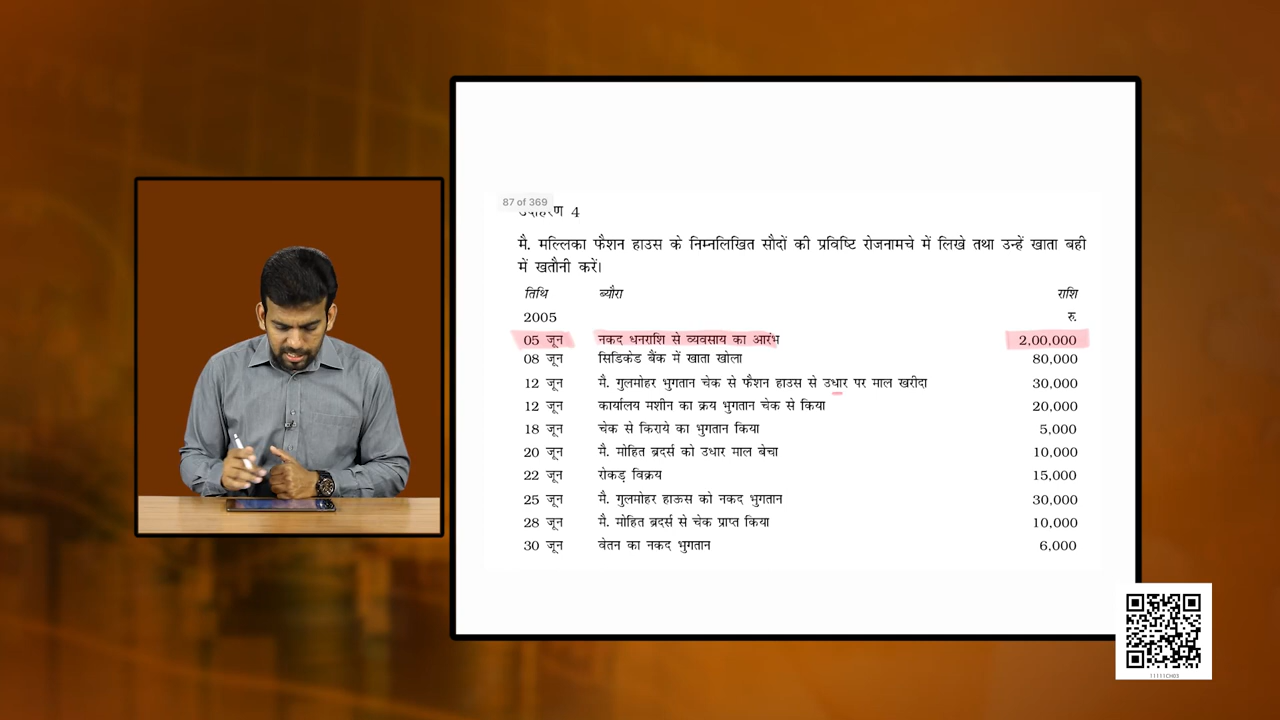 87 of 369
उदाहरण 4
मै. मल्लिका फैशन हाउस के निम्नलिखित सौदों की प्रविष्टि रोजनामचे में लिखे तथा उन्हें खाता बही
में खतौनी करें।
तिथि ब्यौरा राशि
2005 रु.
05 जून नकद धनराशि से व्यवसाय का आरंभ 2,00,000
08 जून सिडिकेड बैंक में खाता खोला 80,000
12 जून मै. गुलमोहर भुगतान चेक से फैशन हाउस से उधार पर माल खरीदा 30,000
12 जून कार्यालय मशीन का क्रय भुगतान चेक से किया 20,000
18 जून चेक से किराये का भुगतान किया 5,000
20 जून मै. मोहित ब्रदर्स को उधार माल बेचा 10,000
22 जून रोकड़ विक्रय 15,000
25 जून मै. गुलमोहर हाऊस को नकद भुगतान 30,000
28 जून मै. मोहित ब्रदर्स से चेक प्राप्त किया 10,000
30 जून वेतन का नकद भुगतान 6,000
11111CH03